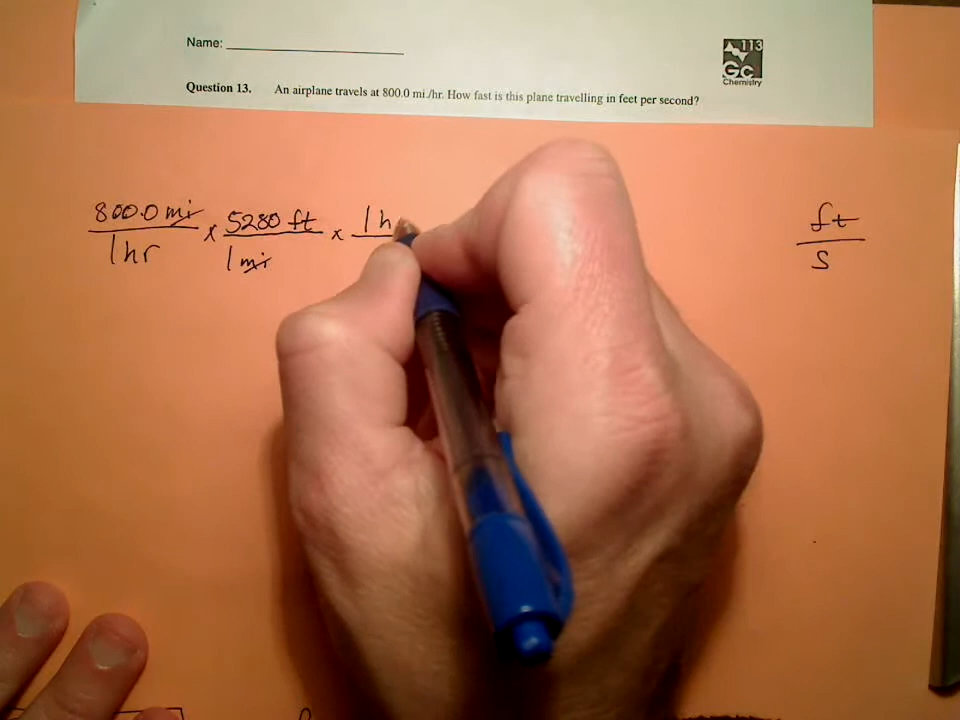 Name:
113
Gc
Chemistry
Question 13. An airplane travels at 800.0 mi./hr. How fast is this plane travelling in feet per second?
800.0 mi x 5280 ft x 1 h
1 hr 1 mi
ft
s